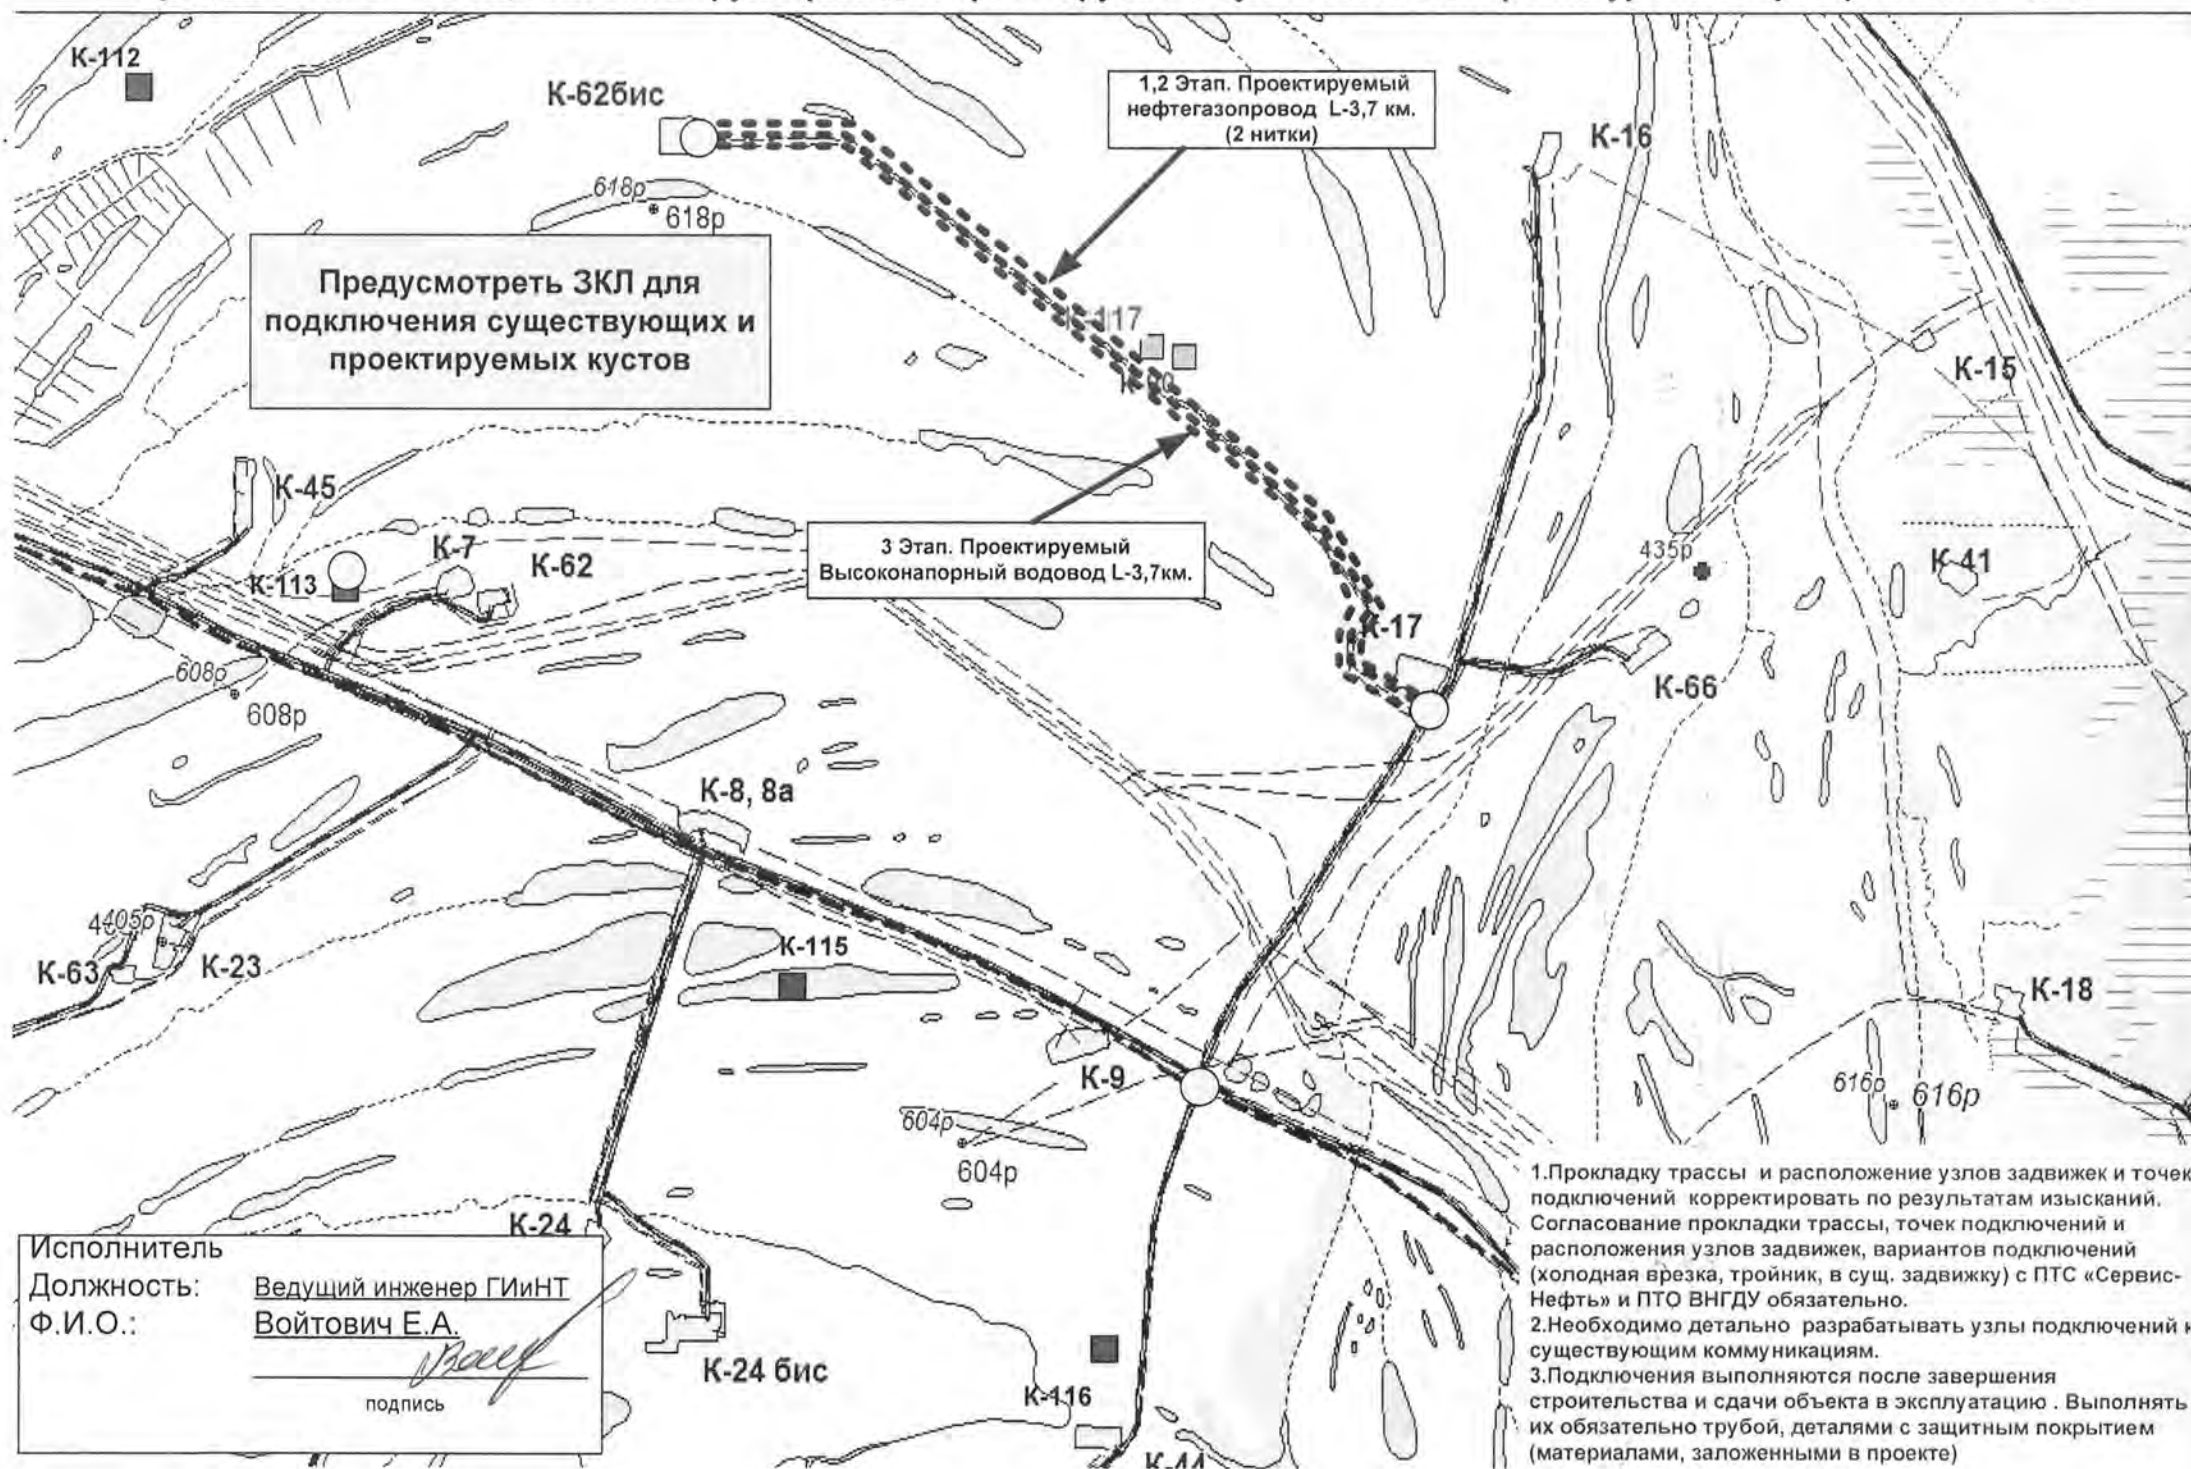 К-112
К-62бис
1,2 Этап. Проектируемый
нефтегазопровод L-3,7 км.
(2 нитки)
К-16
618р
618р
Предусмотреть ЗКЛ для
подключения существующих и
проектируемых кустов
117
К-15
К-45
К-7
К-62
К-113
3 Этап. Проектируемый
Высоконапорный водовод L-3,7км.
435р
К-41
К-17
К-66
608р
608р
К-8, 8а
405р
К-63
К-23
К-115
К-18
К-9
604р
604р
616р
616р
К-24
К-24 бис
К-116
К-44
Исполнитель
Должность: Ведущий инженер ГИиНТ
Ф.И.О.: Войтович Е.А.
подпись
1.Прокладку трассы и расположение узлов задвижек и точек
подключений корректировать по результатам изысканий.
Согласование прокладки трассы, точек подключений и
расположения узлов задвижек, вариантов подключений
(холодная врезка, тройник, в сущ. задвижку) с ПТС «Сервис-
Нефть» и ПТО ВНГДУ обязательно.
2.Необходимо детально разрабатывать узлы подключений к
существующим коммуникациям.
3.Подключения выполняются после завершения
строительства и сдачи объекта в эксплуатацию . Выполнять
их обязательно трубой, деталями с защитным покрытием
(материалами, заложенными в проекте)